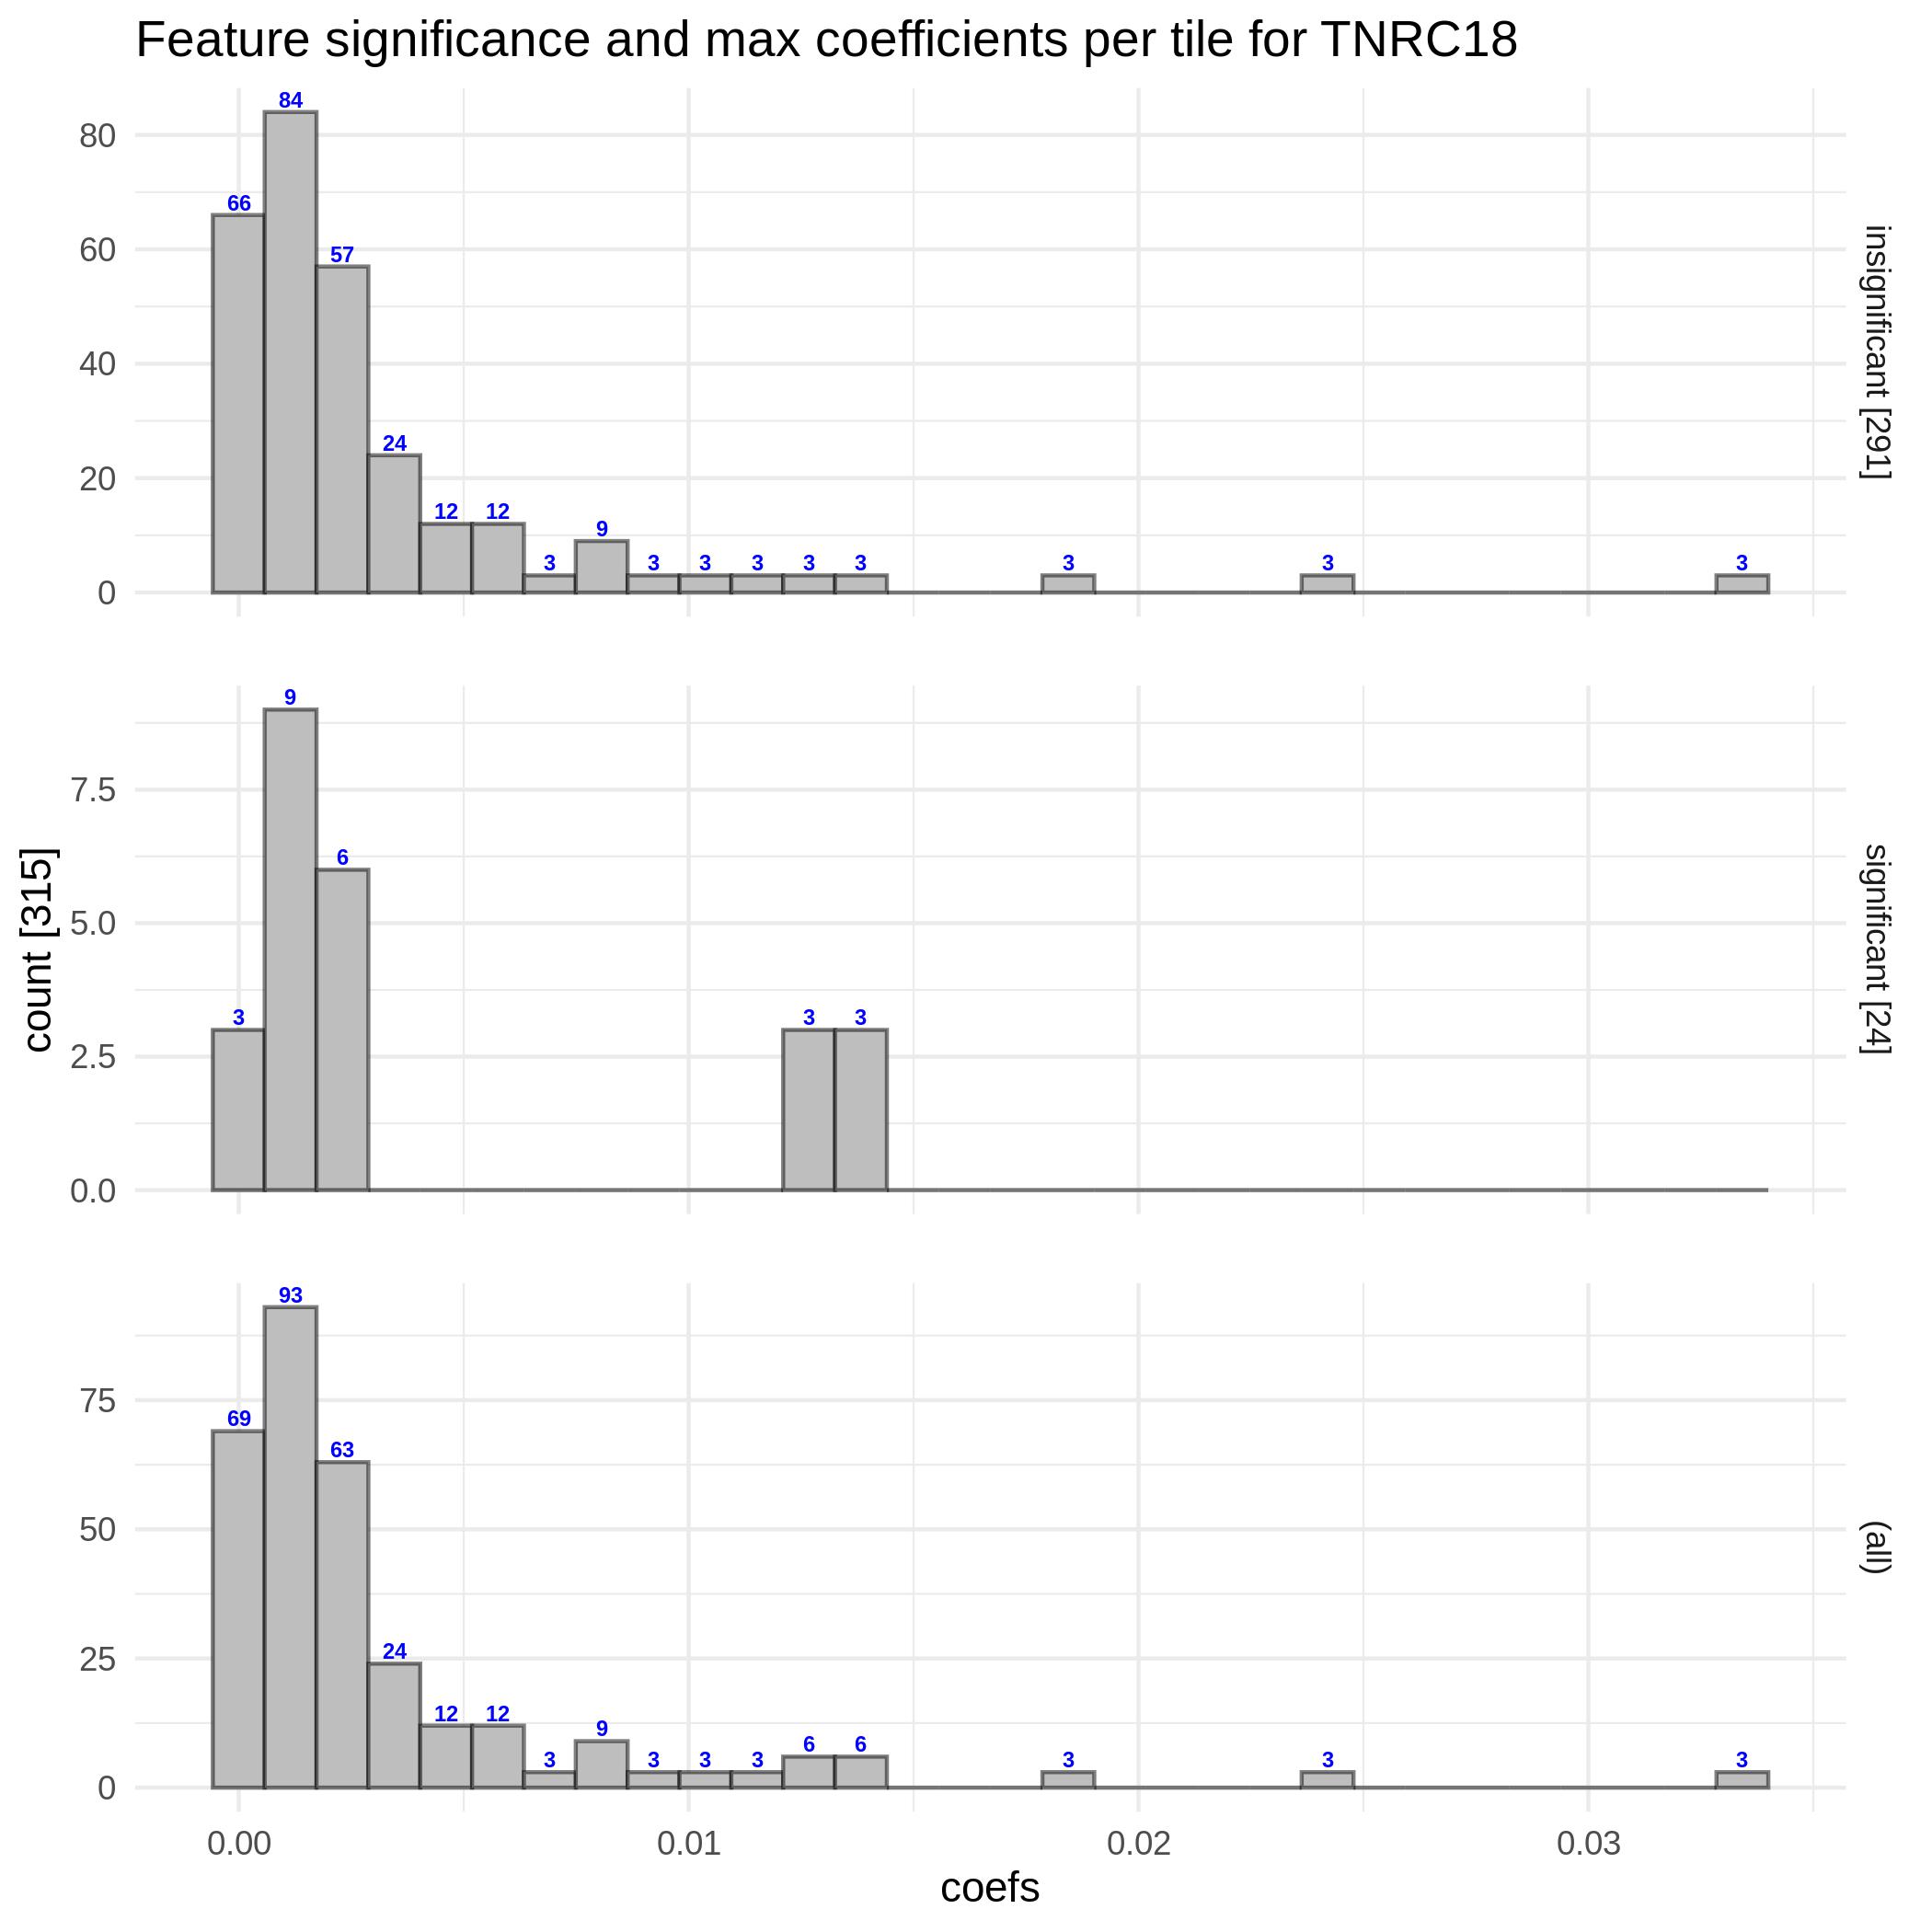 Feature significance and max coefficients per tile for TNRC18
84
80
66
60
57
40
24
20
12 12
9
3 3 3 3 3 3 3 3 3
0
insignificant [291]
9
7.5
6
5.0
3 3 3
2.5
0.0
significant [24]
count [315]
93
75
69
63
50
24
25
12 12
9
6 6
3 3 3 3 3 3 3
0
(all)
0.00 0.01 0.02 0.03
coefs